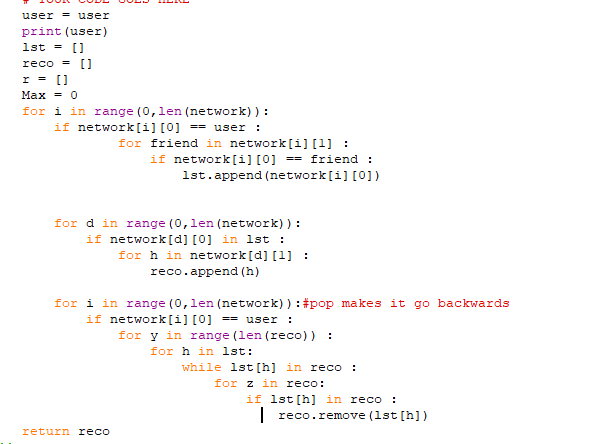 # YOUR CODE GOES HERE
user = user
print(user)
lst = []
reco = []
r = []
Max = 0
for i in range(0,len(network)):
    if network[i][0] == user :
            for friend in network[i][1] :
                if network[i][0] == friend :
                    lst.append(network[i][0])
    for d in range(0,len(network)):
        if network[d][0] in lst :
            for h in network[d][1] :
                reco.append(h)
    for i in range(0,len(network)):#pop makes it go backwards
        if network[i][0] == user :
            for y in range(len(reco)) :
                for h in lst:
                    while lst[h] in reco :
                        for z in reco:
                            if lst[h] in reco :
                                reco.remove(lst[h])
return reco